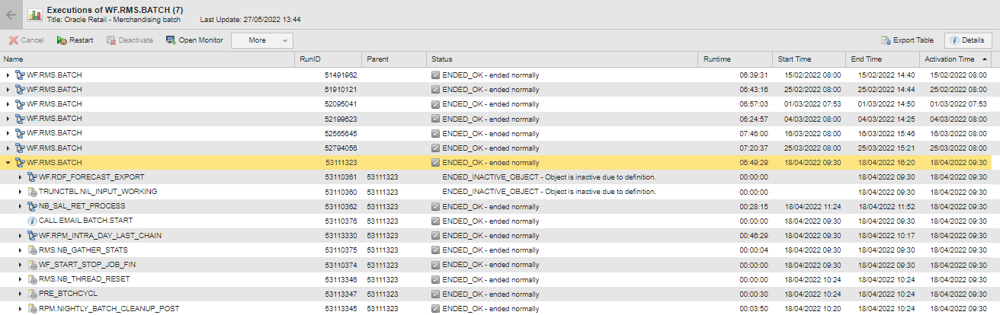 Executions of WF.RMS.BATCH (7)
Title: Oracle Retail - Merchandising batch Last Update: 27/05/2022 13:44
Cancel Restart Deactivate Open Monitor More Export Table Details
Name RunID Parent Status Runtime Start Time End Time Activation Time
WF.RMS.BATCH 51491962 ENDED_OK - ended normally 06:39:31 15/02/2022 08:00 15/02/2022 14:40 15/02/2022 08:00
WF.RMS.BATCH 51910121 ENDED_OK - ended normally 06:43:16 25/02/2022 08:00 25/02/2022 14:44 25/02/2022 08:00
WF.RMS.BATCH 52095041 ENDED_OK - ended normally 06:57:03 01/03/2022 07:53 01/03/2022 14:50 01/03/2022 07:53
WF.RMS.BATCH 52199623 ENDED_OK - ended normally 06:24:57 04/03/2022 08:00 04/03/2022 14:25 04/03/2022 08:00
WF.RMS.BATCH 52565645 ENDED_OK - ended normally 07:46:00 16/03/2022 08:00 16/03/2022 15:46 16/03/2022 08:00
WF.RMS.BATCH 52794056 ENDED_OK - ended normally 07:20:37 25/03/2022 08:00 25/03/2022 15:21 25/03/2022 08:00
WF.RMS.BATCH 53111323 ENDED_OK - ended normally 06:49:29 18/04/2022 09:30 18/04/2022 16:20 18/04/2022 09:30
WF.RDF_FORECAST_EXPORT 53110361 53111323 ENDED_INACTIVE_OBJECT - Object is inactive due to definition. 00:00:00 18/04/2022 09:30 18/04/2022 09:30
TRUNCTBL.NIL_INPUT_WORKING 53110360 53111323 ENDED_INACTIVE_OBJECT - Object is inactive due to definition. 00:00:00 18/04/2022 09:30 18/04/2022 09:30
NB_SAL_RET_PROCESS 53110362 53111323 ENDED_OK - ended normally 00:28:15 18/04/2022 11:24 18/04/2022 11:52 18/04/2022 09:30
CALL.EMAIL.BATCH.START 53110376 53111323 ENDED_OK - ended normally 00:00:00 18/04/2022 09:30 18/04/2022 09:30 18/04/2022 09:30
WF.RPM_INTRA_DAY_LAST_CHAIN 53113330 53111323 ENDED_OK - ended normally 00:46:29 18/04/2022 09:30 18/04/2022 10:17 18/04/2022 09:30
RMS.NB_GATHER_STATS 53110375 53111323 ENDED_OK - ended normally 00:00:04 18/04/2022 09:30 18/04/2022 09:30 18/04/2022 09:30
WF_START_STOP_JOB_FIN 53110374 53111323 ENDED_OK - ended normally 00:00:00 18/04/2022 09:30 18/04/2022 09:30 18/04/2022 09:30
RMS.NB_THREAD_RESET 53113346 53111323 ENDED_OK - ended normally 00:00:00 18/04/2022 10:24 18/04/2022 10:24 18/04/2022 09:30
PRE_BTCHCYCL 53113347 53111323 ENDED_OK - ended normally 00:00:30 18/04/2022 10:24 18/04/2022 10:24 18/04/2022 09:30
RPM.NIGHTLY_BATCH_CLEANUP_POST 53113345 53111323 ENDED_OK - ended normally 00:03:50 18/04/2022 10:20 18/04/2022 10:24 18/04/2022 09:30